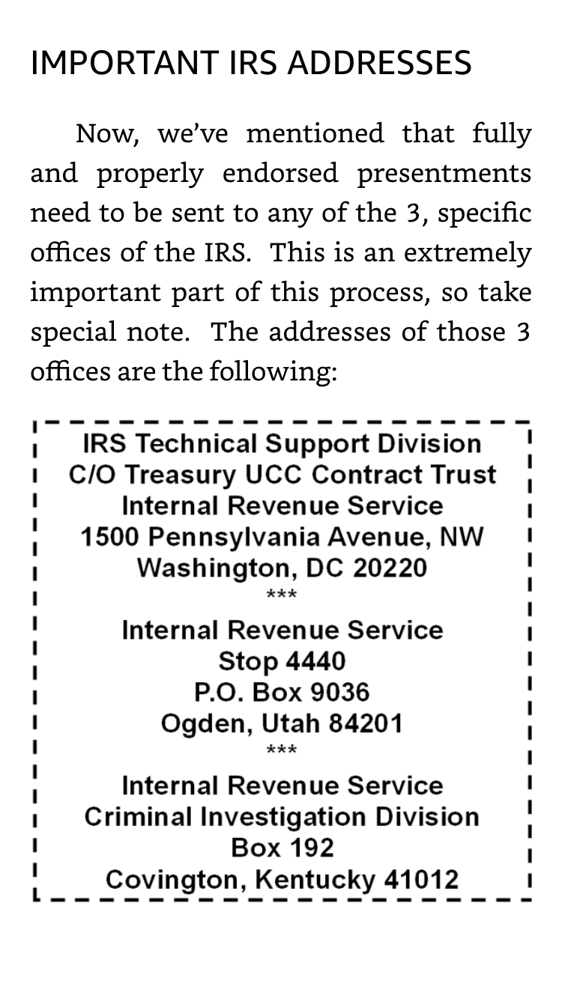 IMPORTANT IRS ADDRESSES
Now, we’ve mentioned that fully
and properly endorsed presentments
need to be sent to any of the 3, specific
offices of the IRS.  This is an extremely
important part of this process, so take
special note.  The addresses of those 3
offices are the following:
IRS Technical Support Division
C/O Treasury UCC Contract Trust
Internal Revenue Service
1500 Pennsylvania Avenue, NW
Washington, DC 20220
***
Internal Revenue Service
Stop 4440
P.O. Box 9036
Ogden, Utah 84201
***
Internal Revenue Service
Criminal Investigation Division
Box 192
Covington, Kentucky 41012